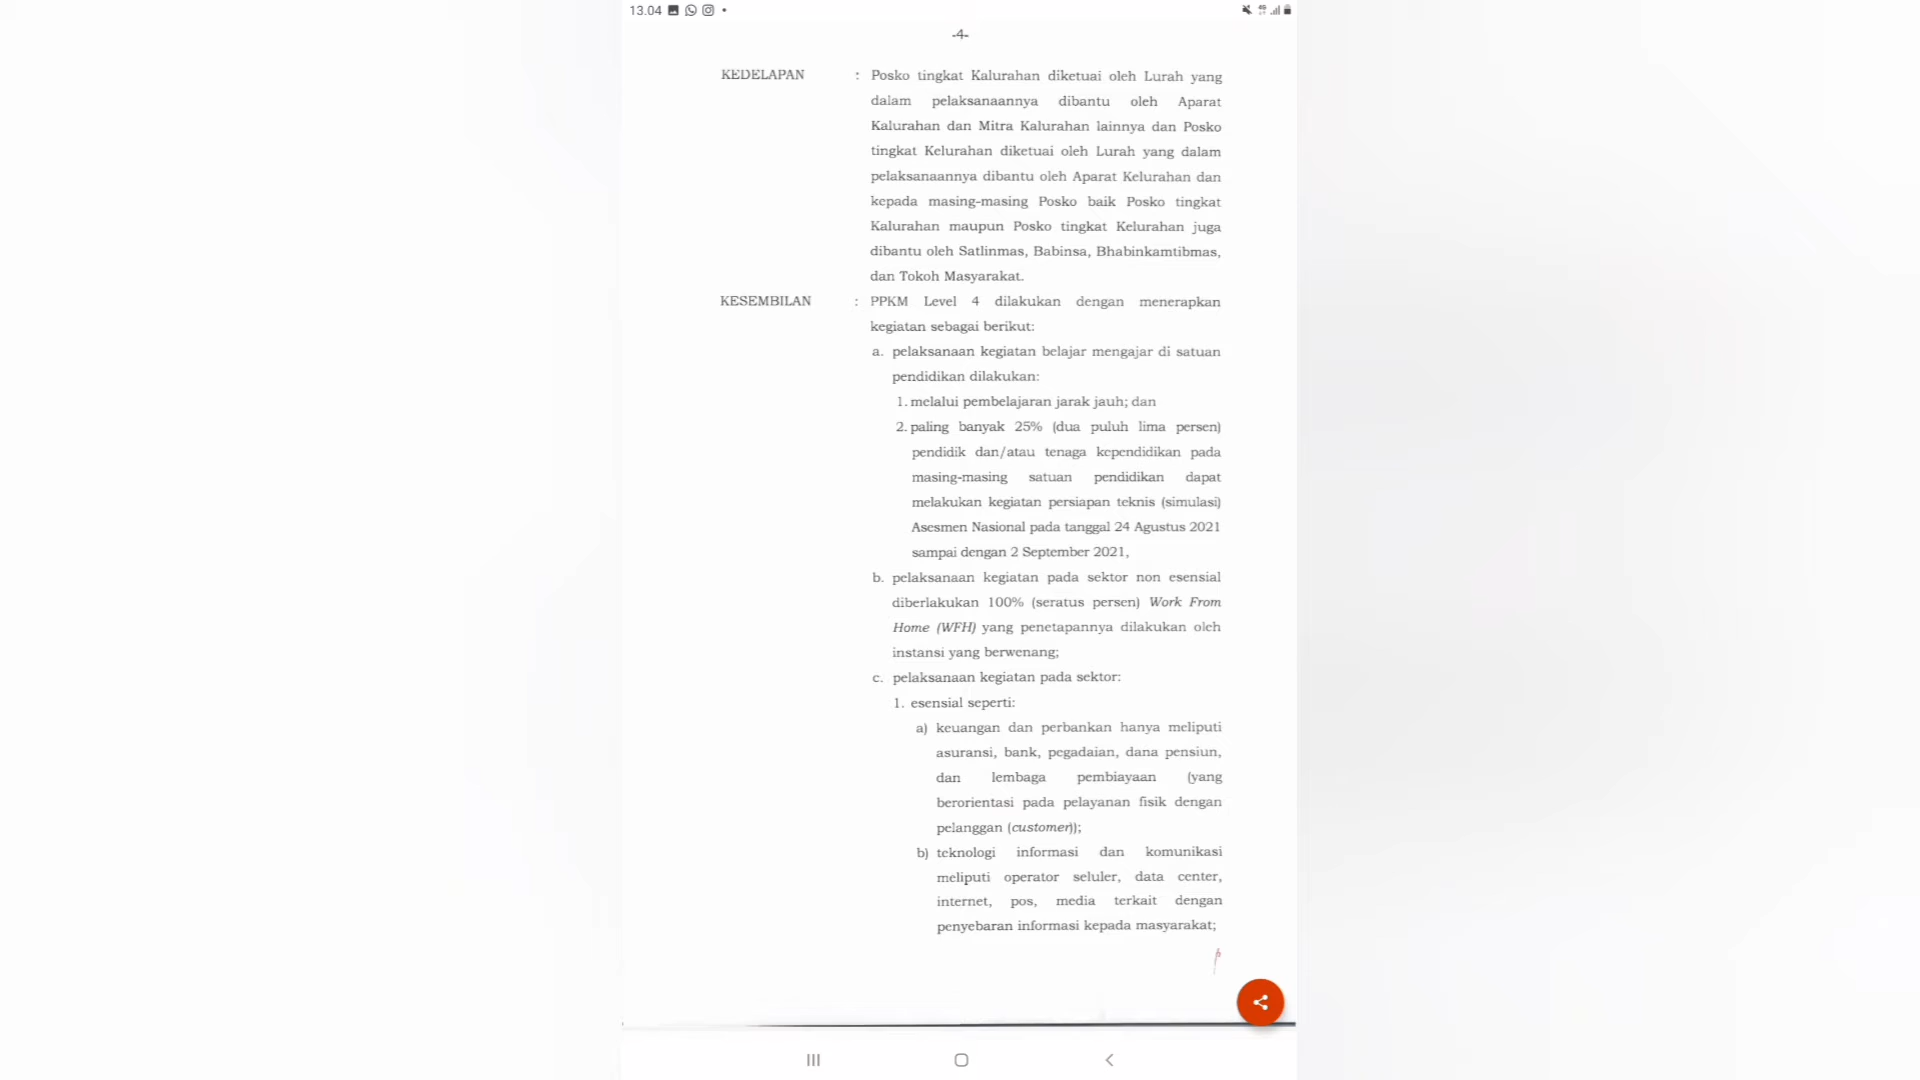 13.04
-4-
KEDELAPAN : Posko tingkat Kalurahan diketuai oleh Lurah yang
dalam pelaksanaannya dibantu oleh Aparat
Kalurahan dan Mitra Kalurahan lainnya dan Posko
tingkat Kelurahan diketuai oleh Lurah yang dalam
pelaksanaannya dibantu oleh Aparat Kelurahan dan
kepada masing-masing Posko baik Posko tingkat
Kalurahan maupun Posko tingkat Kelurahan juga
dibantu oleh Satlinmas, Babinsa, Bhabinkamtibmas,
dan Tokoh Masyarakat.
KESEMBILAN : PPKM Level 4 dilakukan dengan menerapkan
kegiatan sebagai berikut:
a. pelaksanaan kegiatan belajar mengajar di satuan
pendidikan dilakukan:
1. melalui pembelajaran jarak jauh; dan
2. paling banyak 25% (dua puluh lima persen)
pendidik dan/atau tenaga kependidikan pada
masing-masing satuan pendidikan dapat
melakukan kegiatan persiapan teknis (simulasi)
Asesmen Nasional pada tanggal 24 Agustus 2021
sampai dengan 2 September 2021,
b. pelaksanaan kegiatan pada sektor non esensial
diberlakukan 100% (seratus persen) Work From
Home (WFH) yang penetapannya dilakukan oleh
instansi yang berwenang;
c. pelaksanaan kegiatan pada sektor:
1. esensial seperti:
a) keuangan dan perbankan hanya meliputi
asuransi, bank, pegadaian, dana pensiun,
dan lembaga pembiayaan (yang
berorientasi pada pelayanan fisik dengan
pelanggan (customer));
b) teknologi informasi dan komunikasi
meliputi operator seluler, data center,
internet, pos, media terkait dengan
penyebaran informasi kepada masyarakat;